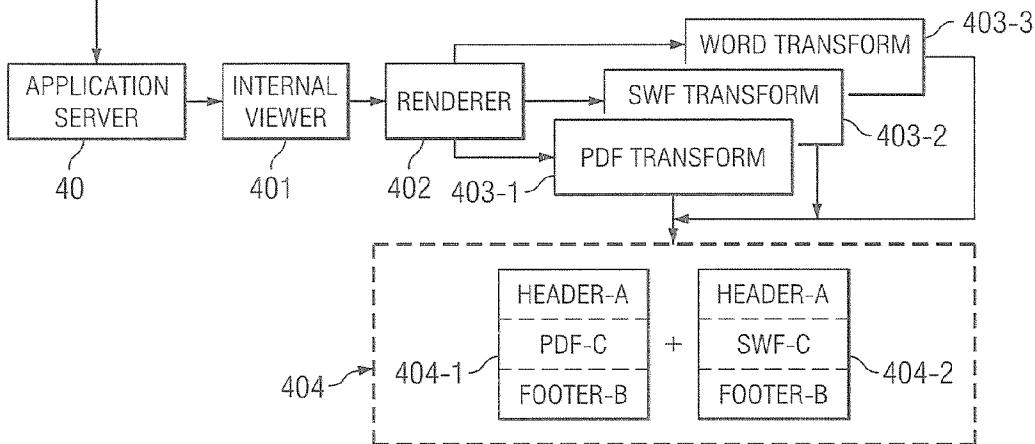 403-3
WORD TRANSFORM
APPLICATION
SERVER
INTERNAL
VIEWER
RENDERER
SWF TRANSFORM
PDF TRANSFORM
40
401
402
403-1
403-2
HEADER-A
PDF-C
FOOTER-B
+
HEADER-A
SWF-C
FOOTER-B
404
404-1
404-2